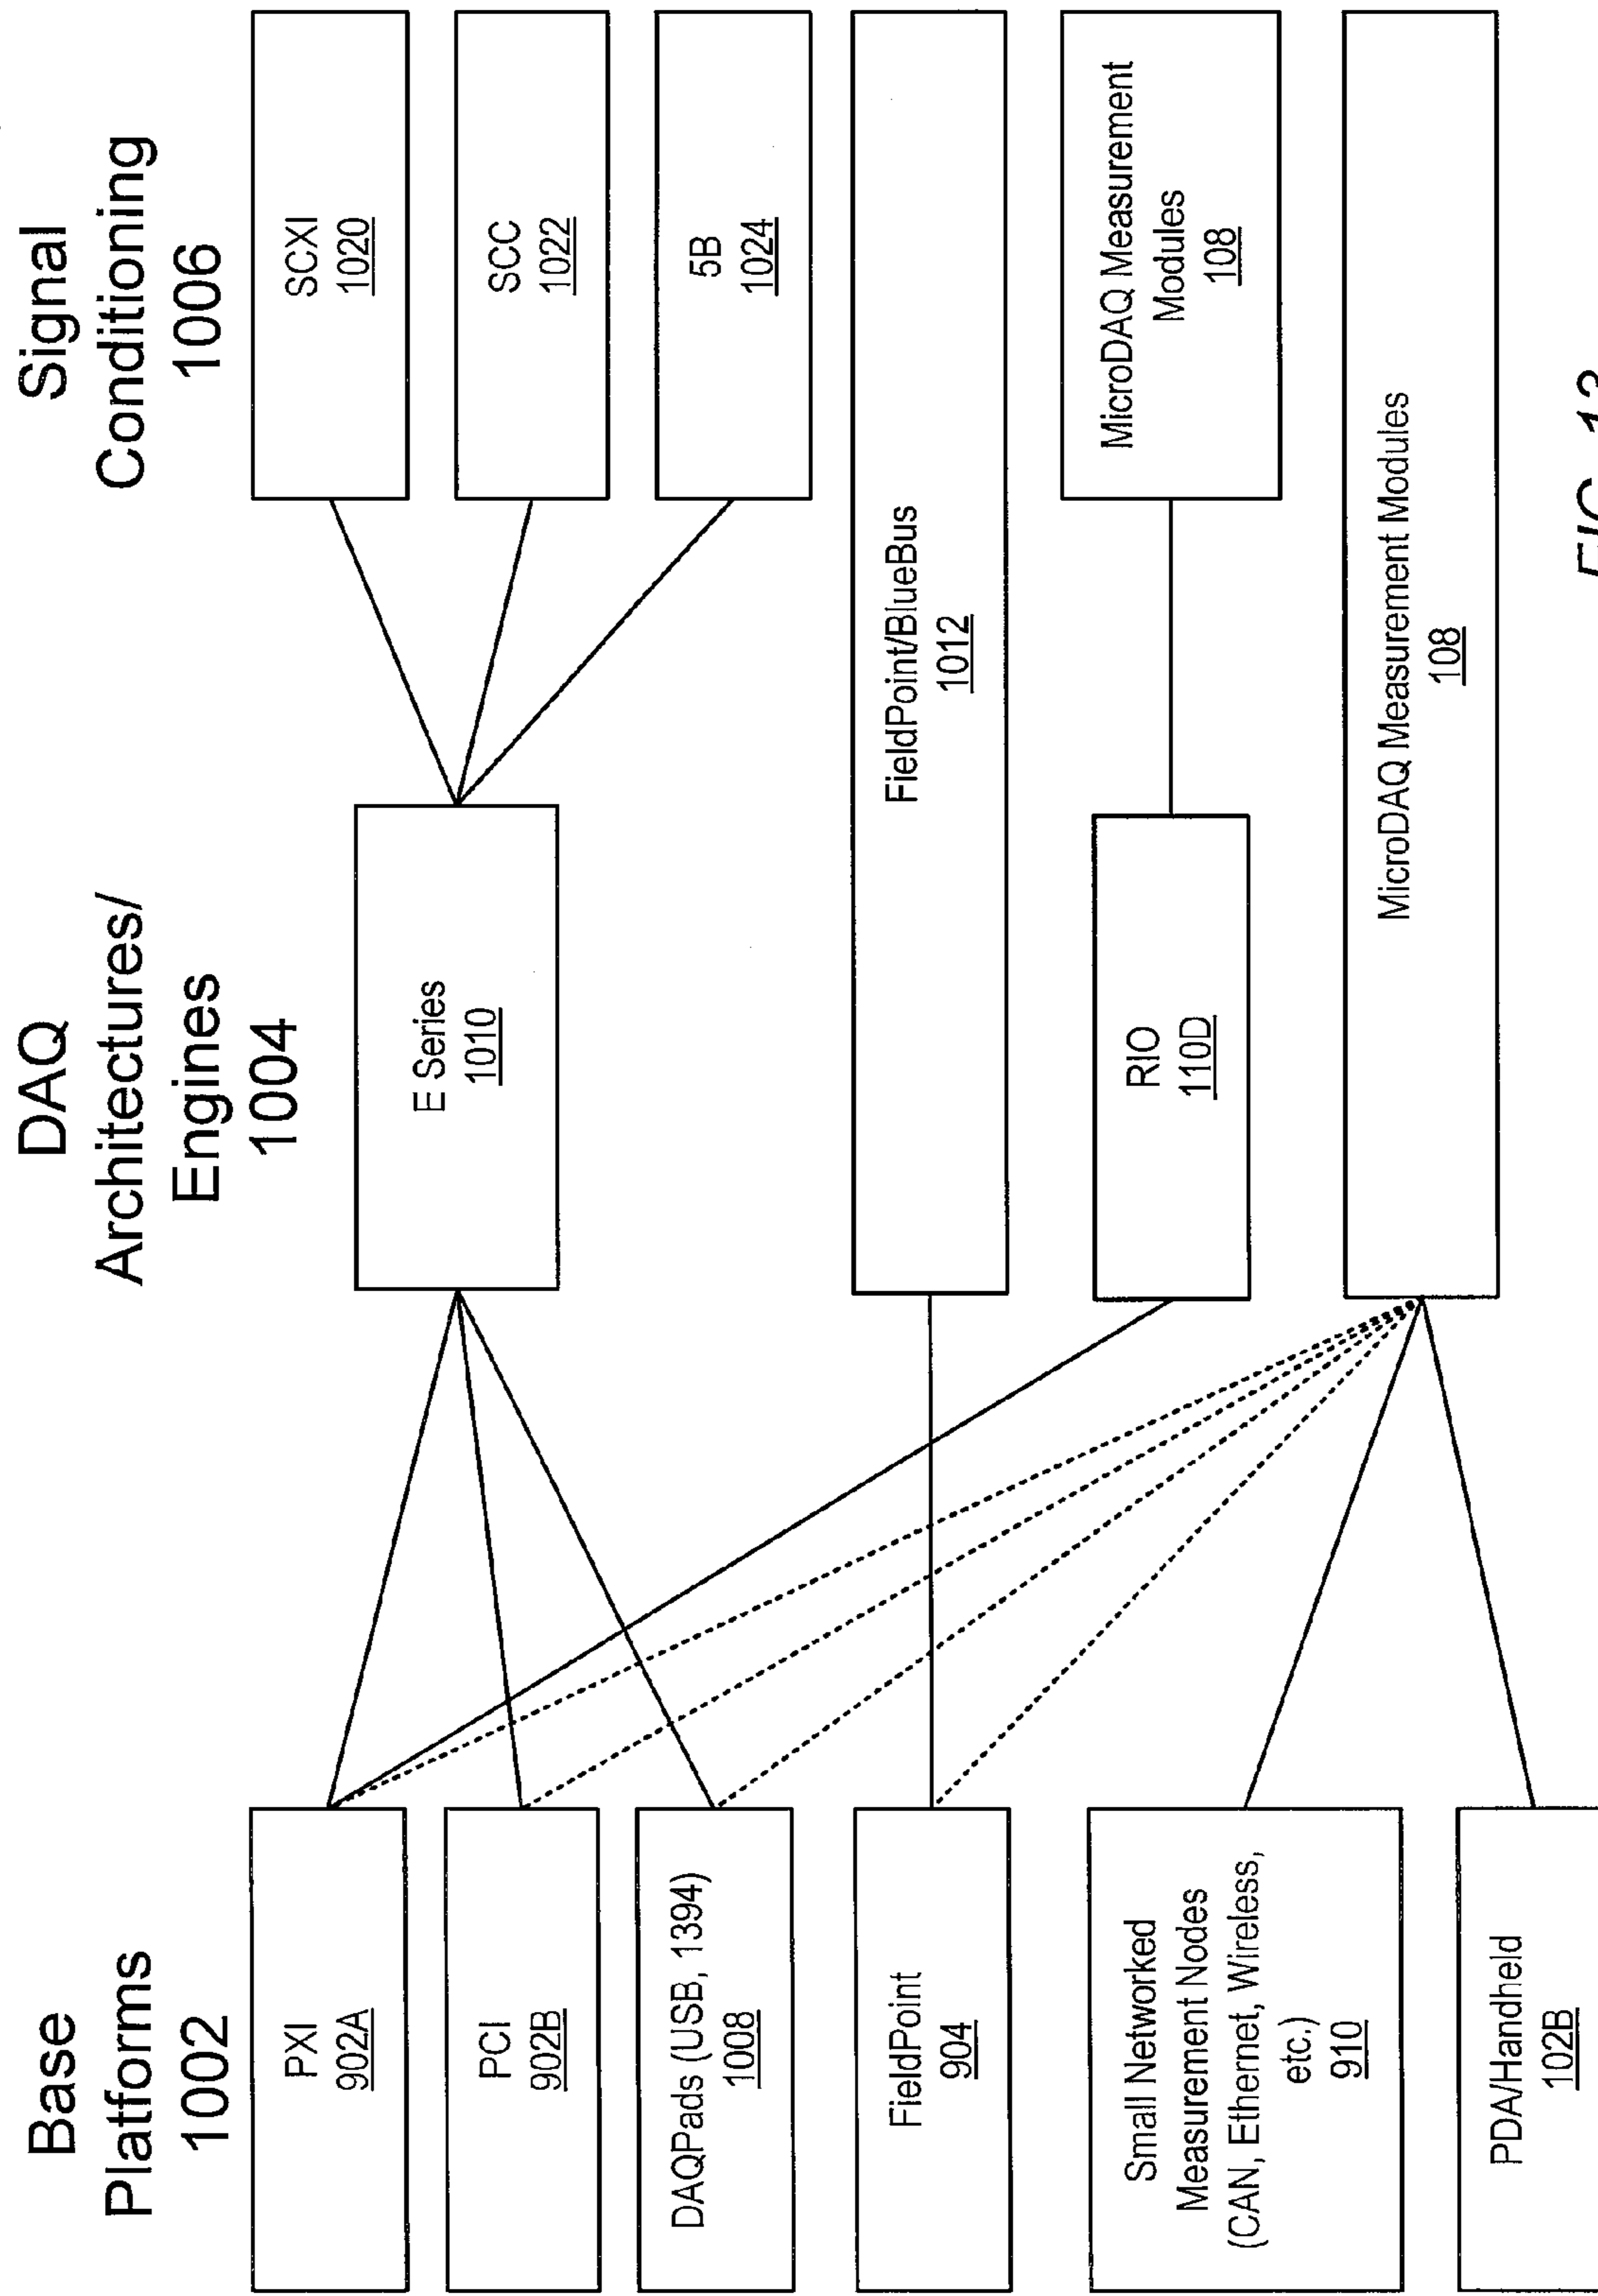 Base
Platforms
1002
DAQ
Architectures/
Engines
1004
Signal
Conditioning
1006
PXI
902A
PCI
902B
DAQPads (USB, 1394)
1008
FieldPoint
904
Small Networked
Measurement Nodes
(CAN, Ethernet, Wireless,
etc.)
910
PDA/Handheld
102B
E Series
1010
FieldPoint/BlueBus
1012
RIO
110D
MicroDAQ Measurement Modules
108
SCXI
1020
SCC
1022
5B
1024
MicroDAQ Measurement
Modules
108
FIG. 13